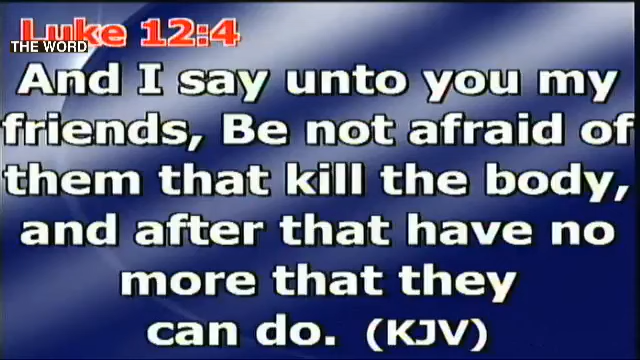 Luke 12:4
THE WORD
And I say unto you my
friends, Be not afraid of
them that kill the body,
and after that have no
more that they
can do. (KJV)